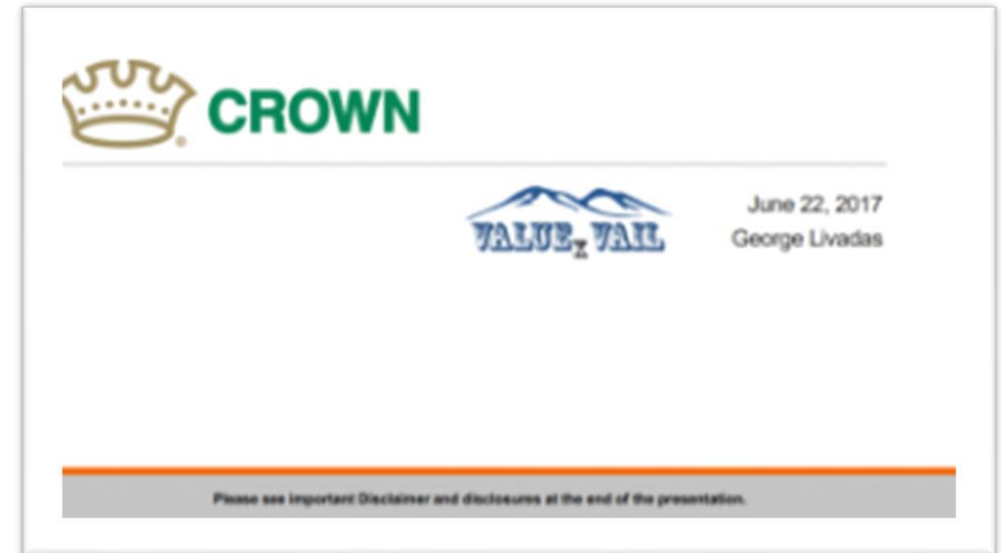 CROWN
June 22, 2017
VALUEX VAIL
George Livadas
Please see important Disclaimer and disclosures at the end of the presentation.